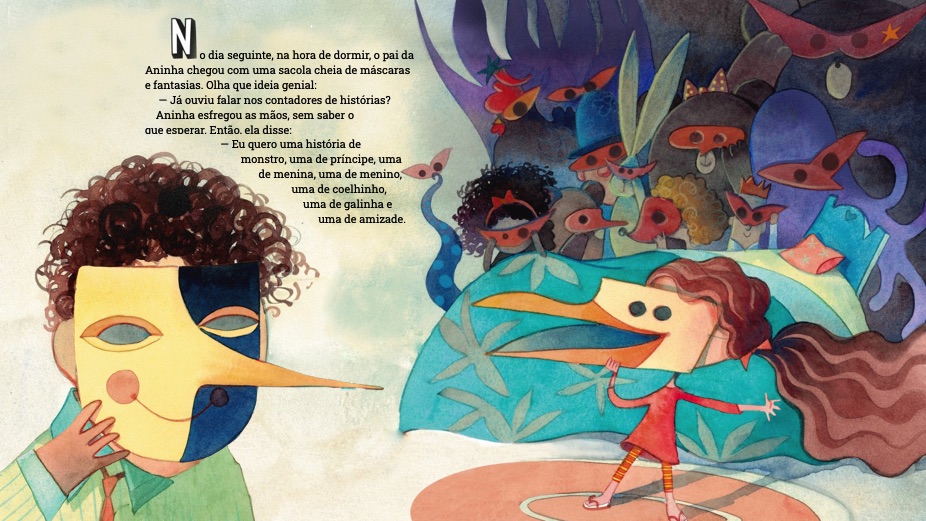 No dia seguinte, na hora de dormir, o pai da
Aninha chegou com uma sacola cheia de máscaras
e fantasias. Olha que ideia genial:
— Já ouviu falar nos contadores de histórias?
Aninha esfregou as mãos, sem saber o
que esperar. Então, ela disse:
— Eu quero uma história de
monstro, uma de príncipe, uma
de menina, uma de menino,
uma de coelhinho,
uma de galinha e
uma de amizade.